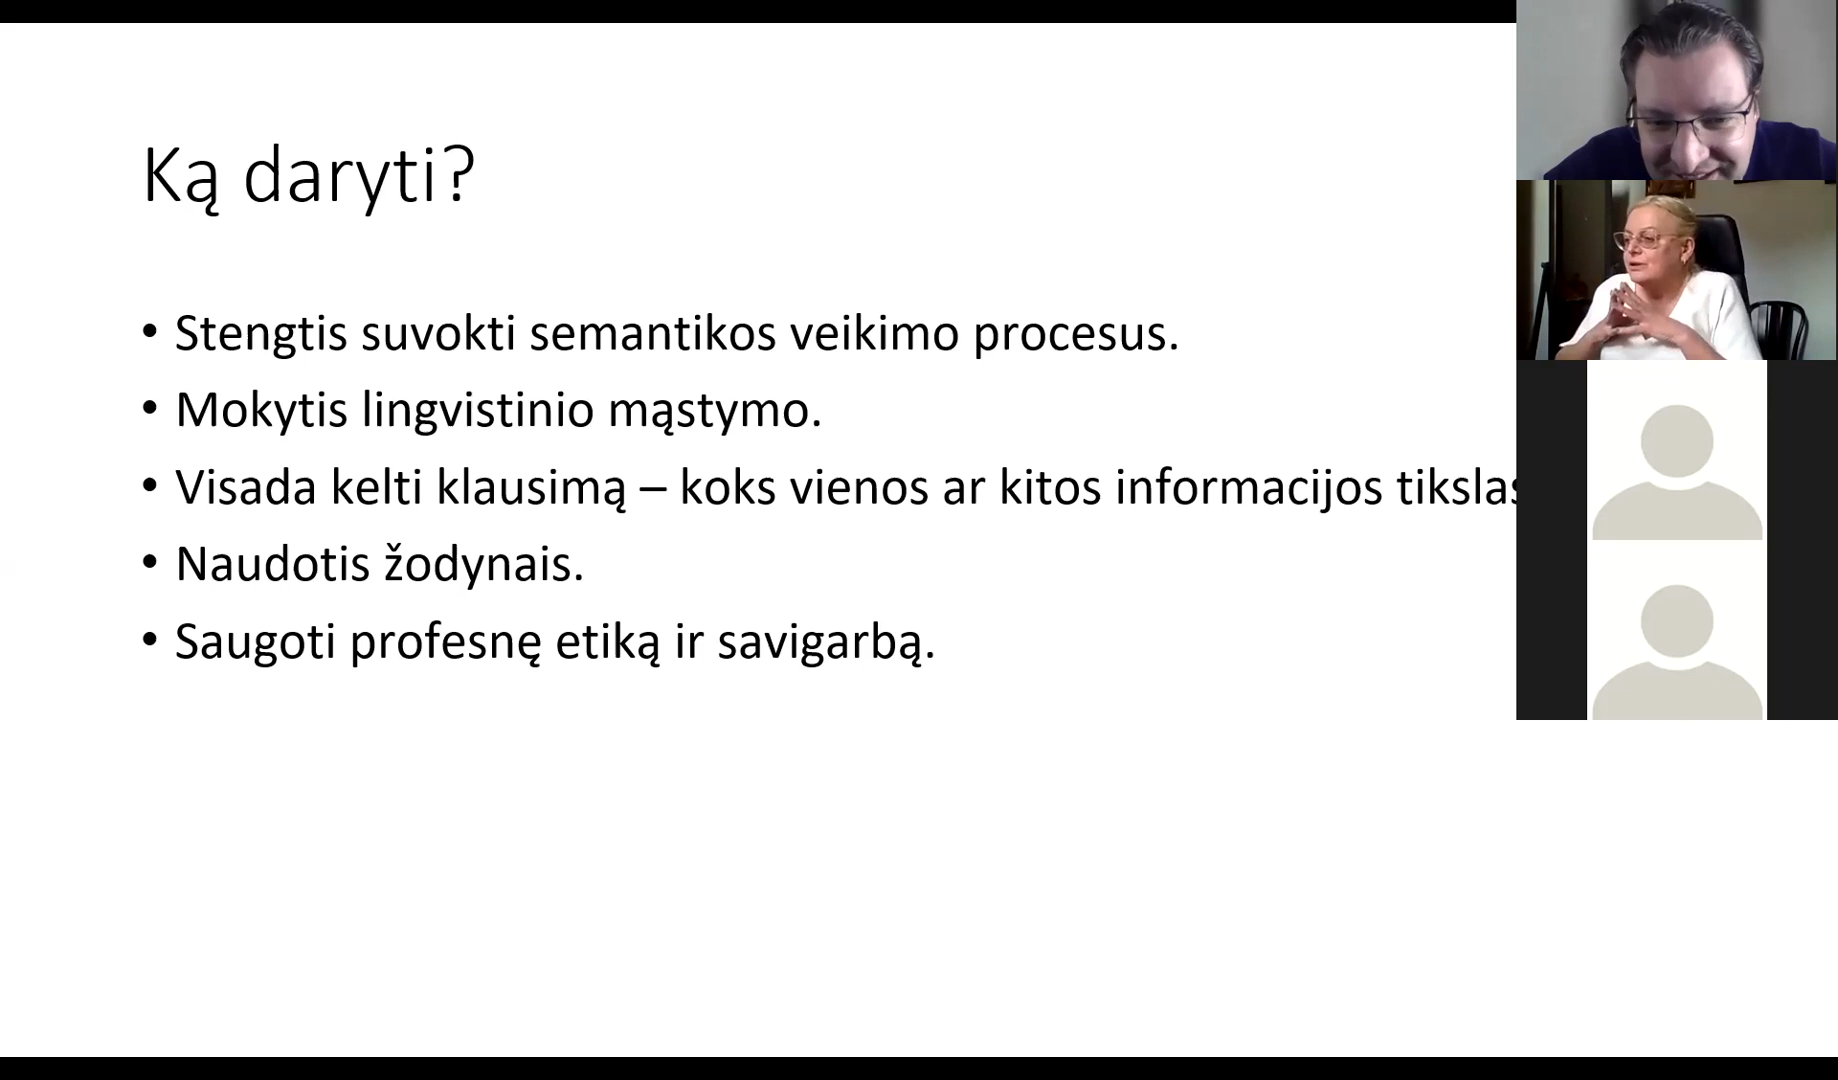 Ką daryti?
• Stengtis suvokti semantikos veikimo procesus.
• Mokytis lingvistinio mąstymo.
• Visada kelti klausimą – koks vienos ar kitos informacijos tikslas
• Naudotis žodynais.
• Saugoti profesnę etiką ir savigarbą.